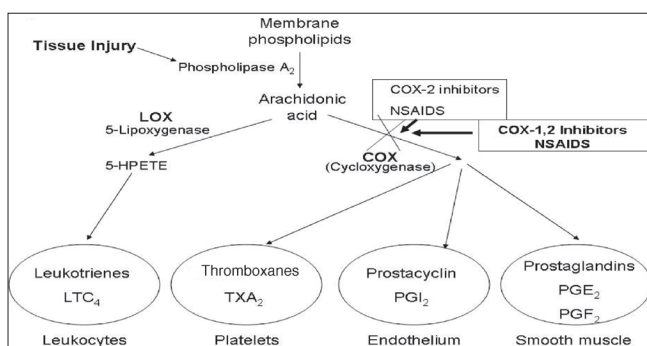 Membrane
phospholipids
Tissue Injury
Phospholipase A₂
COX-2 inhibitors
NSAIDS
Arachidonic
acid
LOX
5-Lipoxygenase
COX-1,2 Inhibitors
NSAIDS
COX
(Cycloxygenase)
5-HPETE
Leukotrienes
LTC₄
Thromboxanes
TXA₂
Prostacyclin
PGI₂
Prostaglandins
PGE₂
PGF₂
Leukocytes
Platelets
Endothelium
Smooth muscle